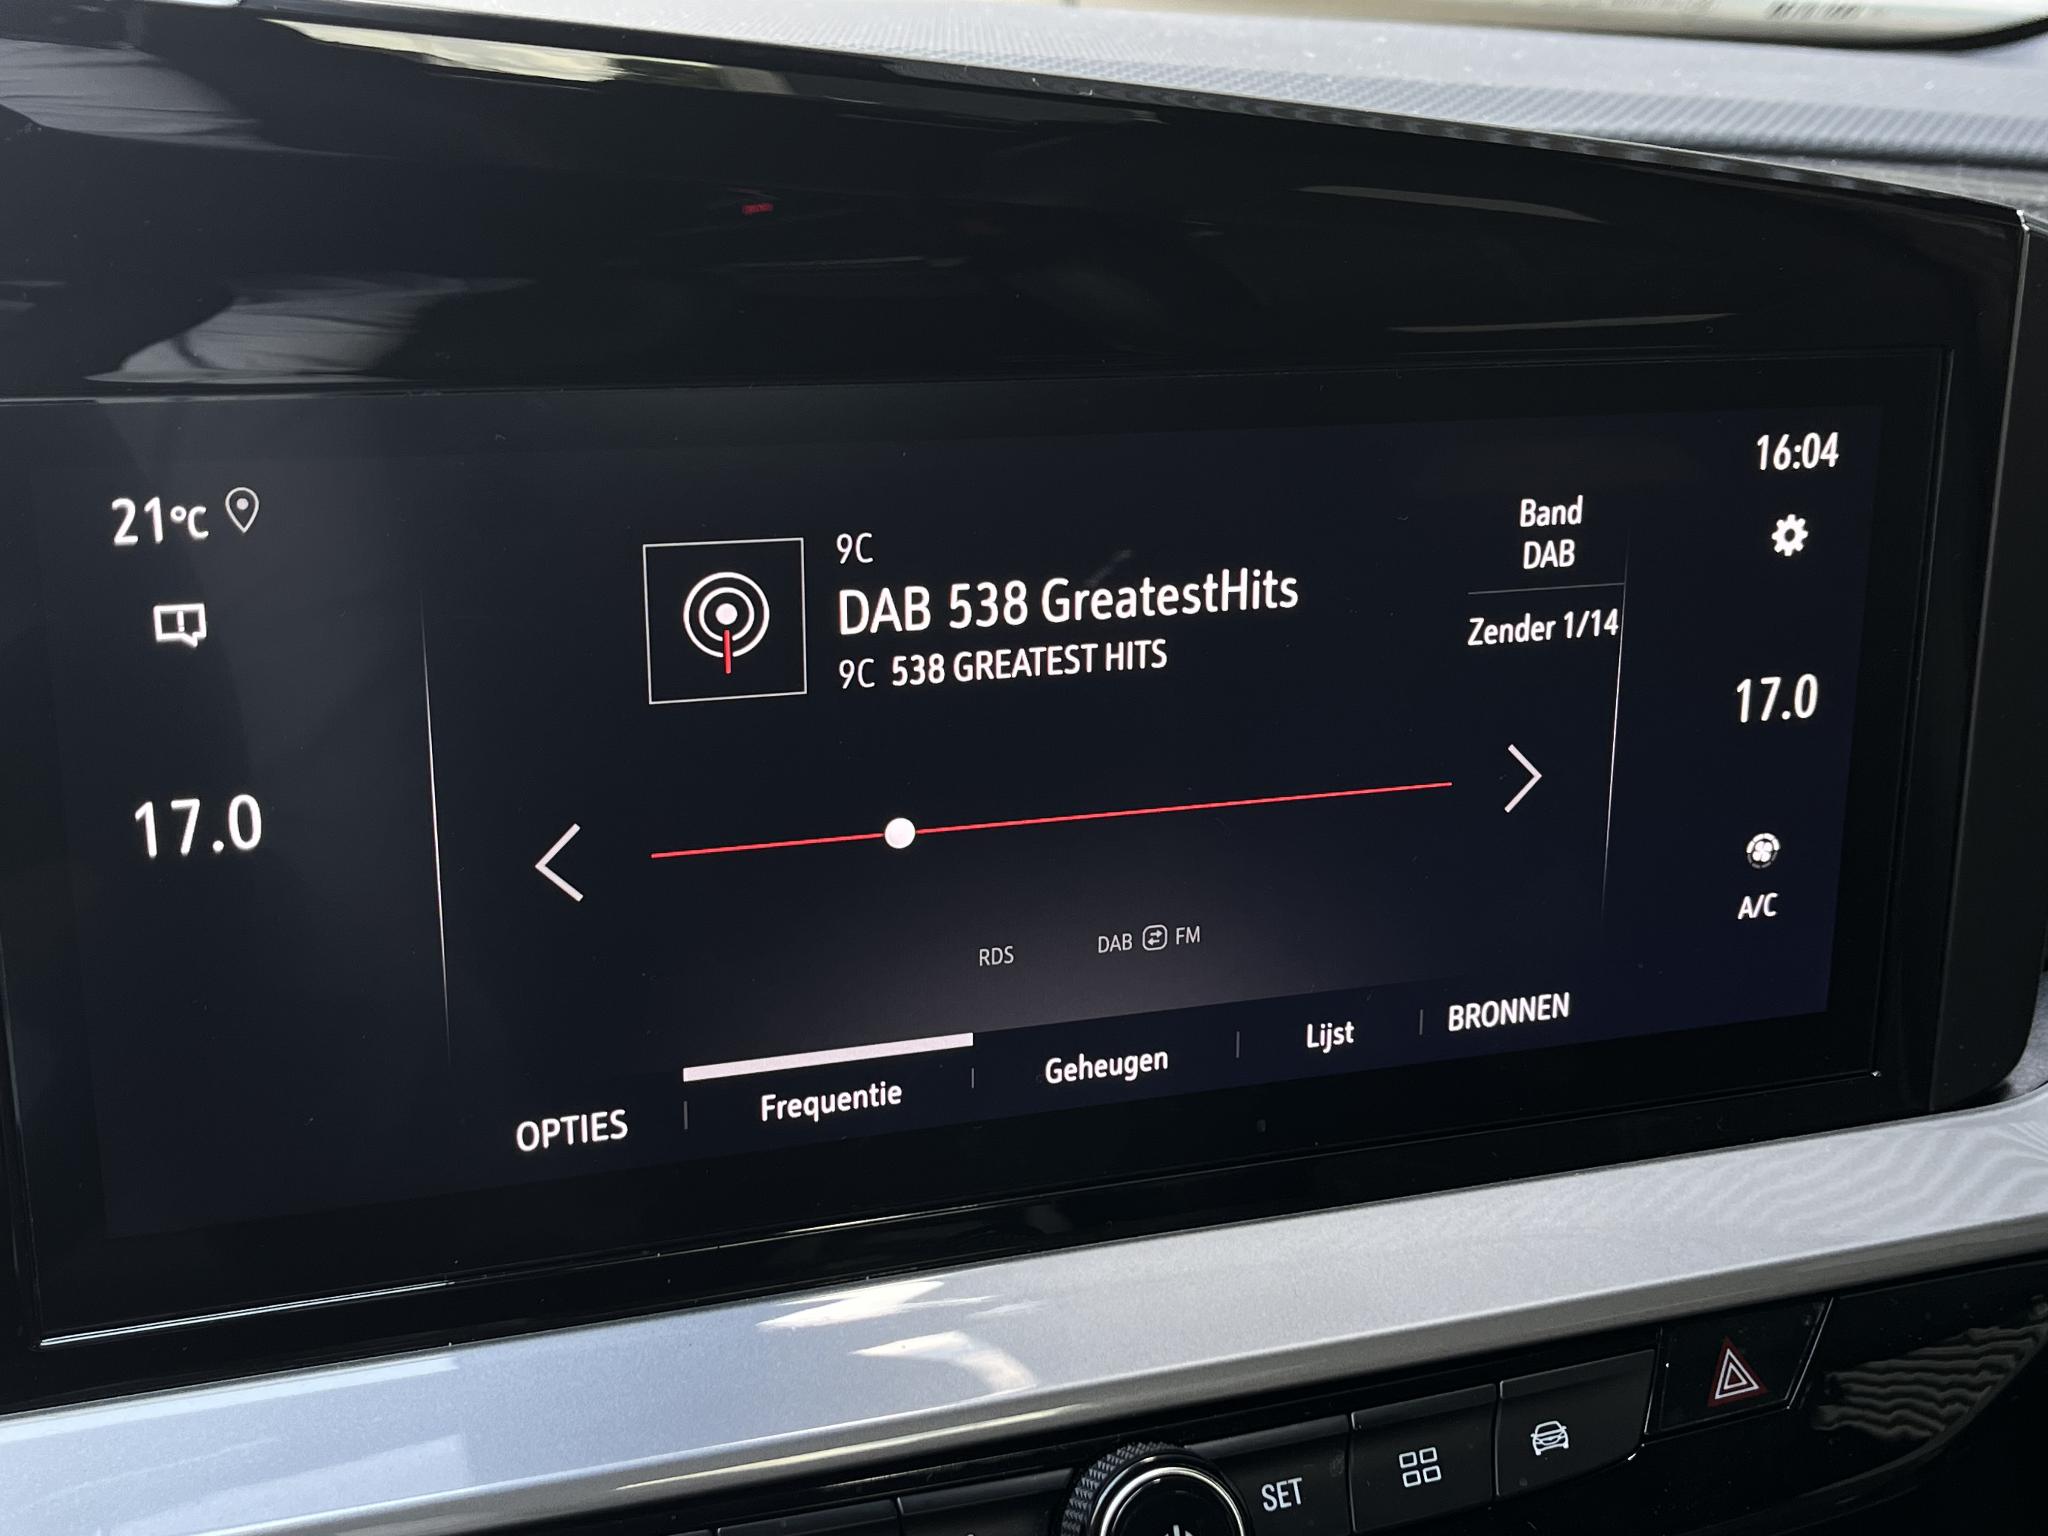 16:04
21°C
9C
DAB 538 GreatestHits
9C 538 GREATEST HITS
Band
DAB
Zender 1/14
17.0
17.0
A/C
RDS
DAB FM
OPTIES
Frequentie
Geheugen
Lijst
BRONNEN
SET